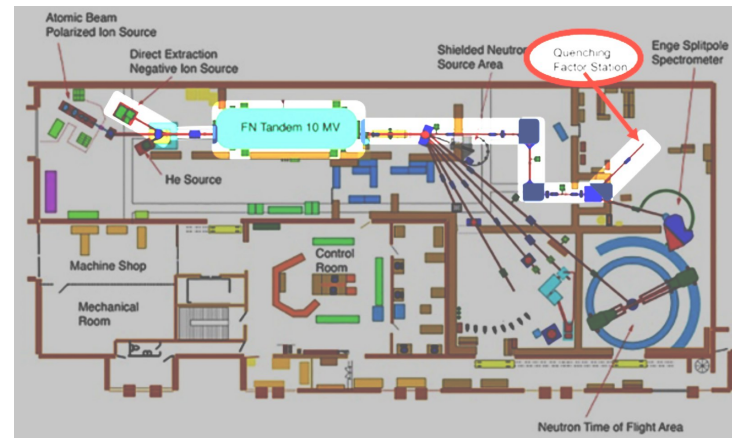 Atomic Beam
Polarized Ion Source
Direct Extraction
Negative Ion Source
Shielded Neutron
Source Area
Quenching
Factor Station
Enge Splitpole
Spectrometer
FN Tandem 10 MV
He Source
Machine Shop
Control
Room
Mechanical
Room
Neutron Time of Flight Area